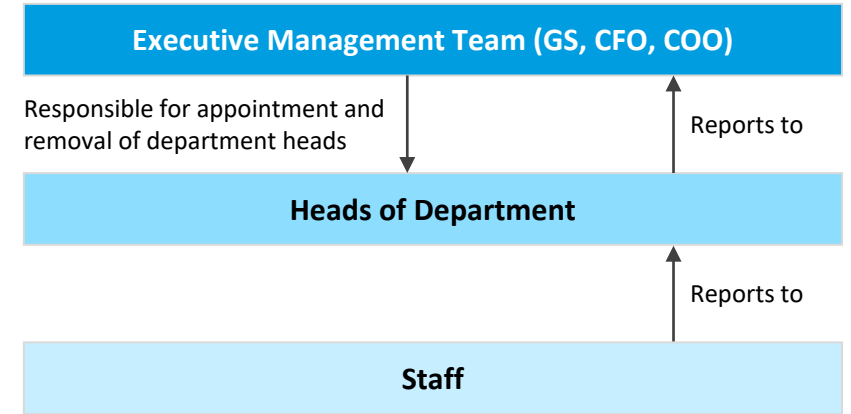 Executive Management Team (GS, CFO, COO)
Responsible for appointment and
removal of department heads
Reports to
Heads of Department
Reports to
Staff